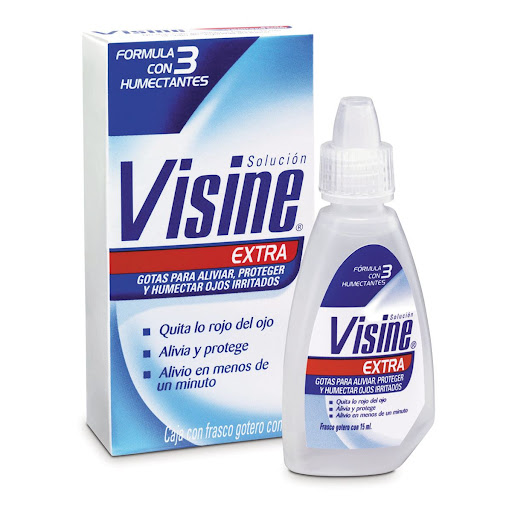 FORMULA
CON 3
HUMECTANTES
Solución
Visine®
EXTRA
GOTAS PARA ALIVIAR, PROTEGER
Y HUMECTAR OJOS IRRITADOS
Quita lo rojo del ojo
Alivia y protege
Alivio en menos de
un minuto
Caja con frasco gotero con
FÓRMULA
CON 3
HUMECTANTES
Solución
Visine®
EXTRA
GOTAS PARA ALIVIAR, PROTEGER
Y HUMECTAR OJOS IRRITADOS
Quita lo rojo del ojo
Alivia y protege
Alivio en menos de un minuto
Frasco gotero con 15 ml.